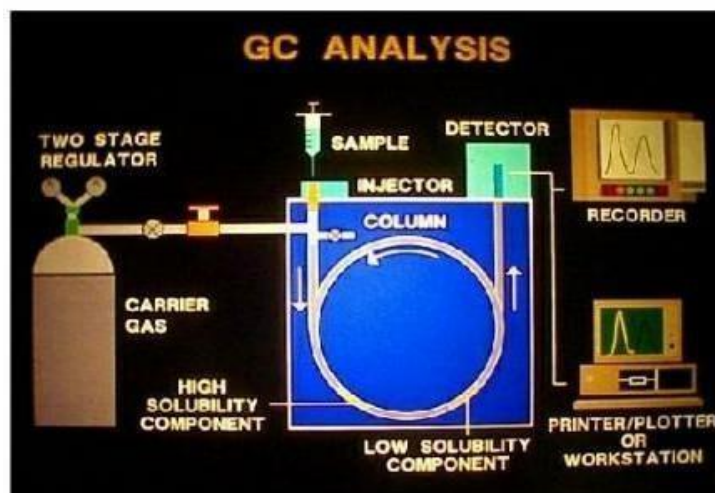 GC ANALYSIS
TWO STAGE
REGULATOR
SAMPLE
DETECTOR
INJECTOR
RECORDER
COLUMN
CARRIER
GAS
HIGH
SOLUBILITY
COMPONENT
LOW SOLUBILITY
COMPONENT
PRINTER/PLOTTER
OR
WORKSTATION